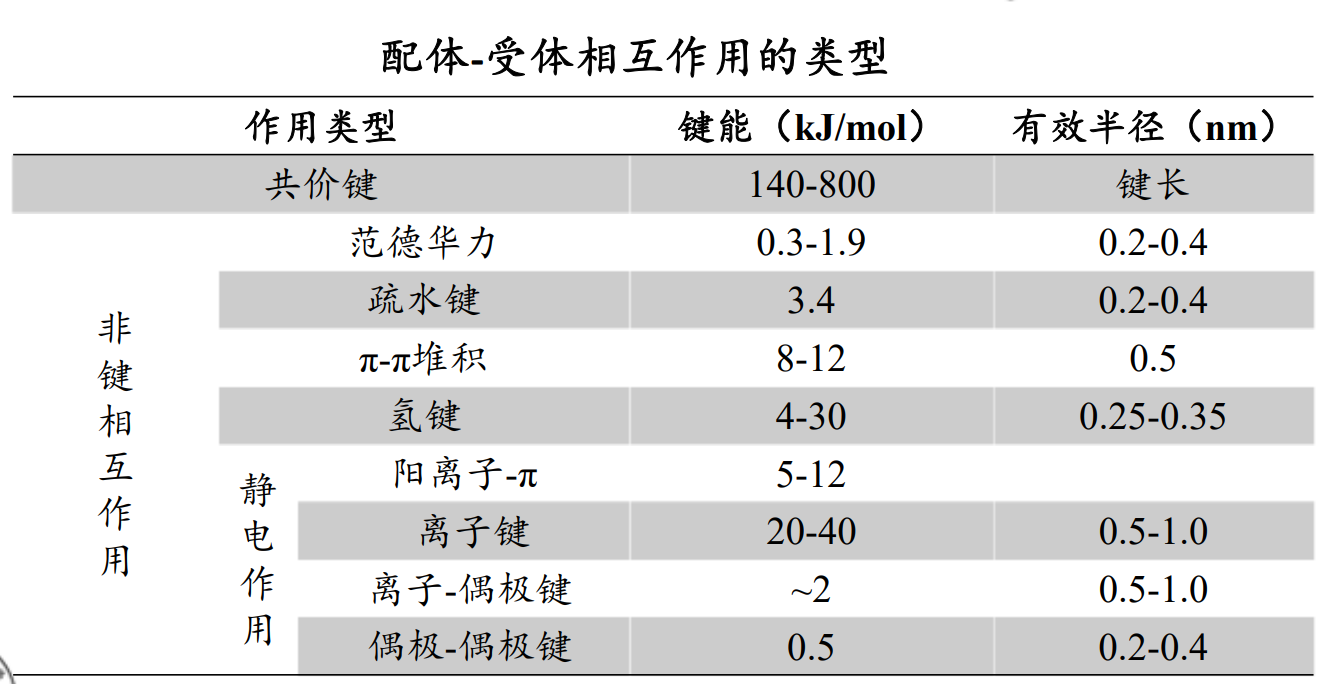 配体-受体相互作用的类型
作用类型 键能（kJ/mol） 有效半径（nm）
共价键 140-800 键长
非键相互作用
范德华力 0.3-1.9 0.2-0.4
疏水键 3.4 0.2-0.4
π-π堆积 8-12 0.5
氢键 4-30 0.25-0.35
静电作用
阳离子-π 5-12
离子键 20-40 0.5-1.0
离子-偶极键 ~2 0.5-1.0
偶极-偶极键 0.5 0.2-0.4